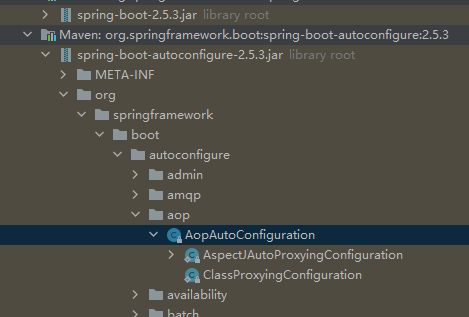 spring-boot-2.5.3.jar library root
Maven: org.springframework.boot:spring-boot-autoconfigure:2.5.3
spring-boot-autoconfigure-2.5.3.jar library root
META-INF
org
springframework
boot
autoconfigure
admin
amqp
aop
AopAutoConfiguration
AspectJAutoProxyingConfiguration
ClassProxyingConfiguration
availability
batch